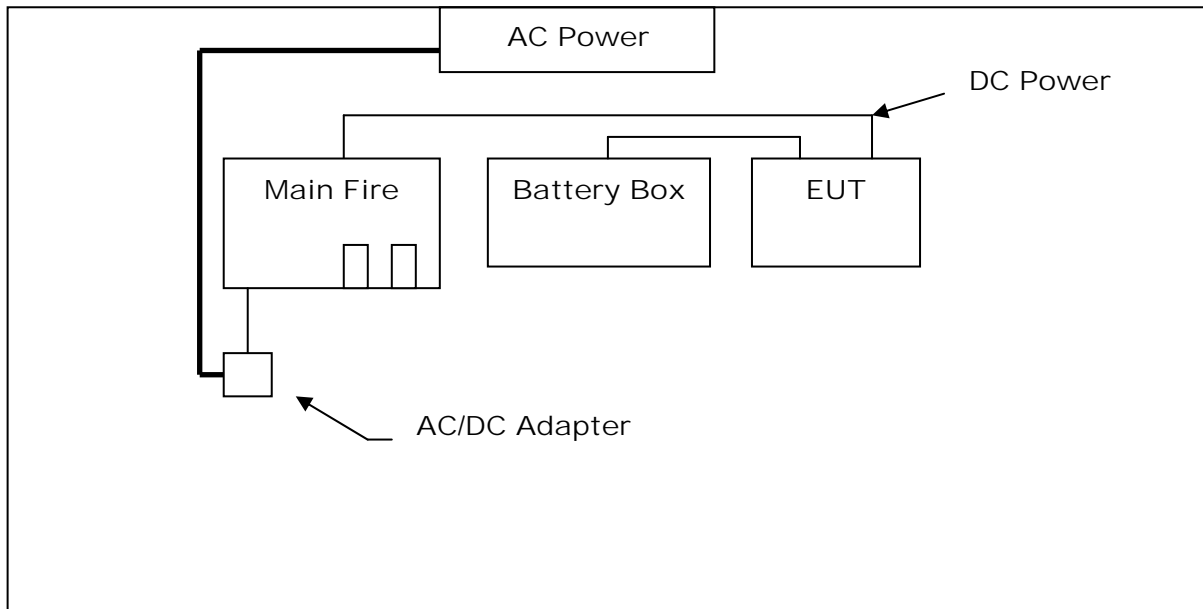 AC Power
DC Power
Main Fire
Battery Box
EUT
AC/DC Adapter